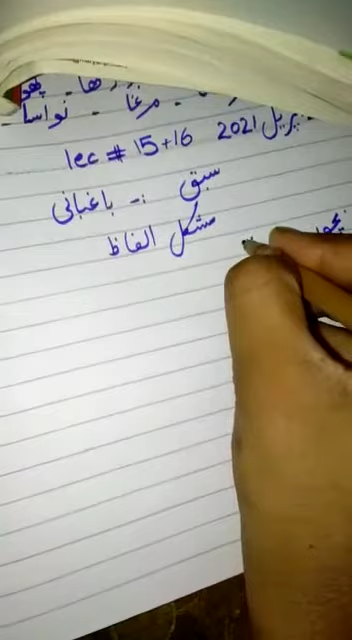 مرغا - نواسا -
اپریل 2021 lec # 15+16
سبق :- باغبانی
مشکل الفاظ